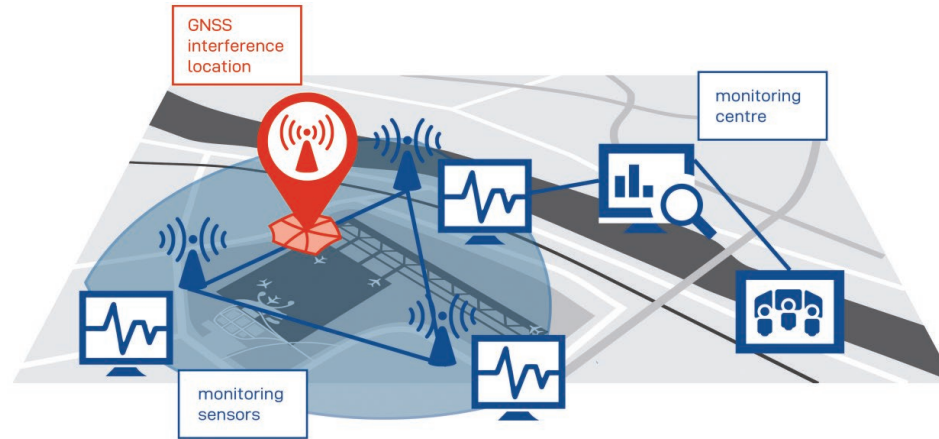 GNSS
interference
location
monitoring
centre
monitoring
sensors